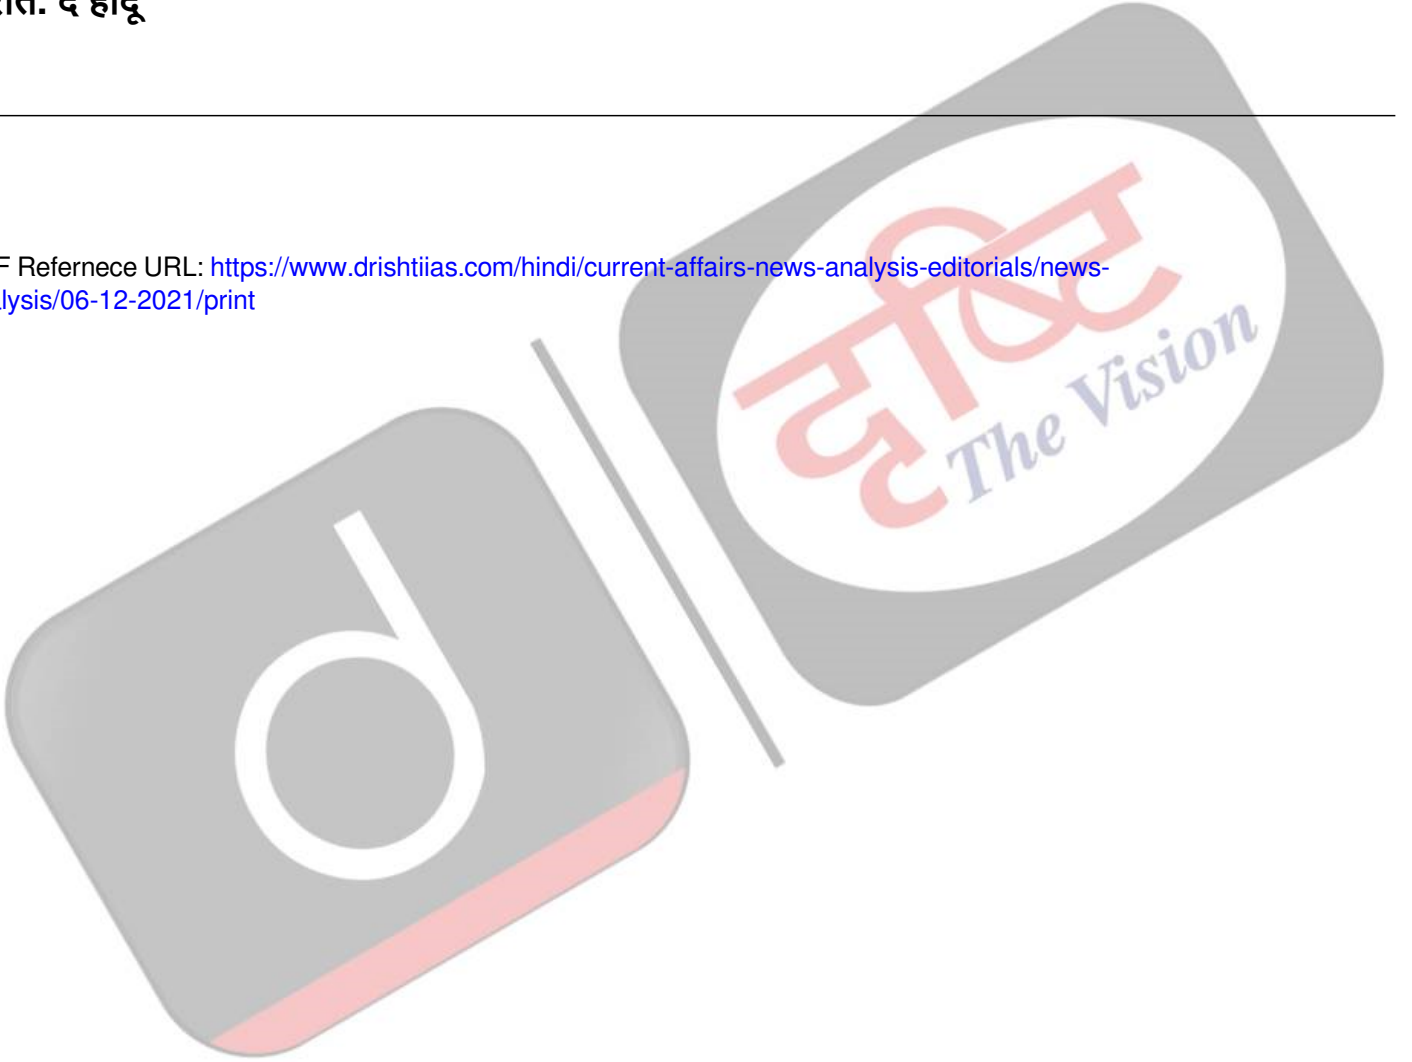 द हिंदू
F Refernece URL: https://www.drishtiias.com/hindi/current-affairs-news-analysis-editorials/news-
lysis/06-12-2021/print
दृष्टि
The Vision
d